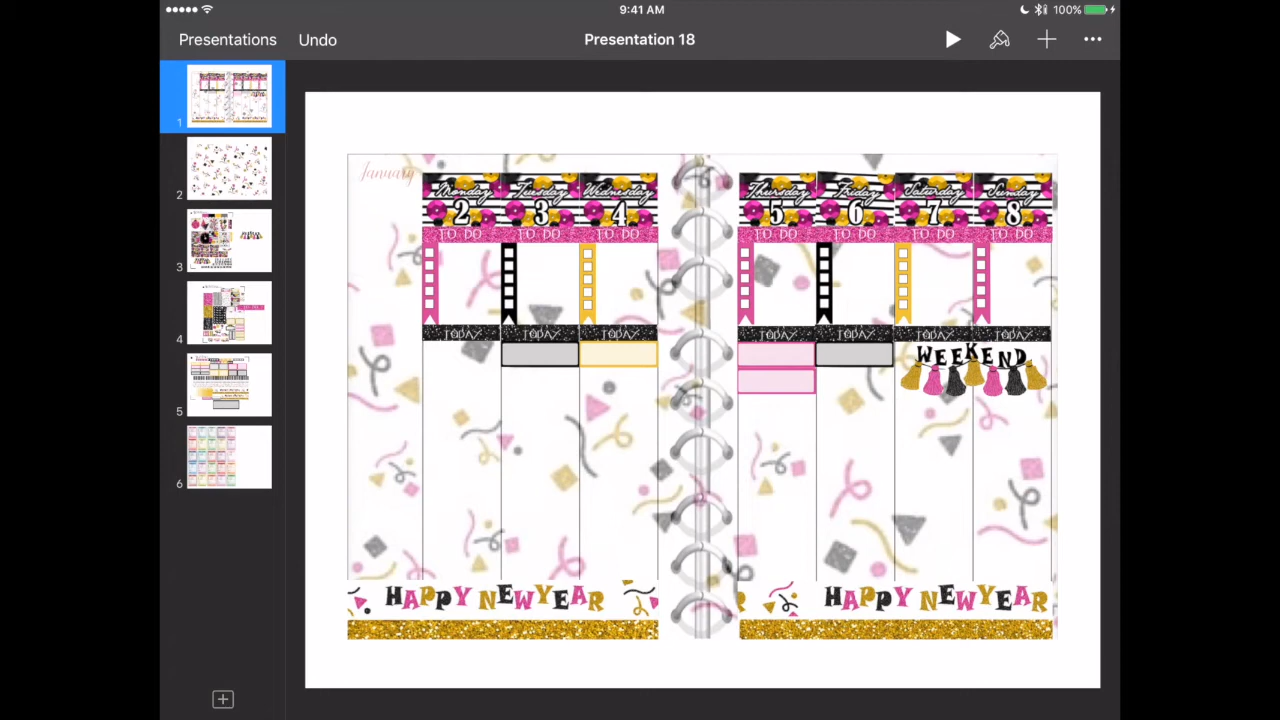 9:41 AM
100%
Presentations Undo
Presentation 18
1
2
3
4
5
6
January
Monday Tuesday Wednesday Thursday Friday Saturday Sunday
2 3 4 5 6 7 8
TO DO TO DO TO DO TO DO TO DO TO DO TO DO
TODAY TODAY TODAY TODAY TODAY TODAY TODAY
WEEKEND
HAPPY NEW YEAR HAPPY NEW YEAR